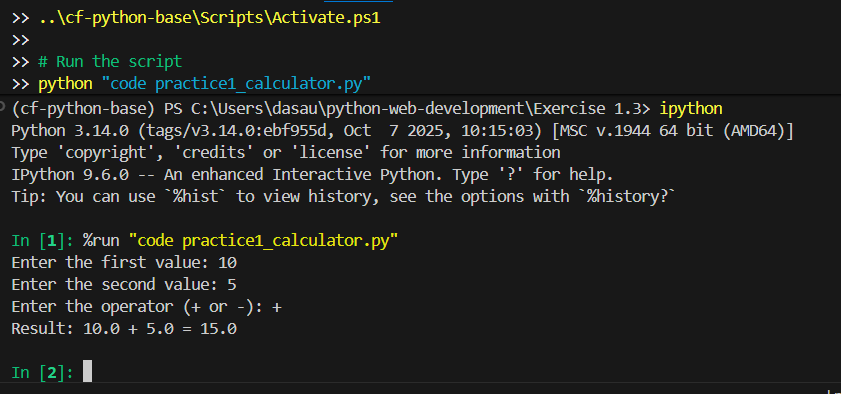 >> ..\cf-python-base\Scripts\Activate.ps1
>>
>> # Run the script
>> python "code practice1_calculator.py"
(cf-python-base) PS C:\Users\dasau\python-web-development\Exercise 1.3> ipython
Python 3.14.0 (tags/v3.14.0:ebf955d, Oct  7 2025, 10:15:03) [MSC v.1944 64 bit (AMD64)]
Type 'copyright', 'credits' or 'license' for more information
IPython 9.6.0 -- An enhanced Interactive Python. Type '?' for help.
Tip: You can use `%hist` to view history, see the options with `%history?`
In [1]: %run "code practice1_calculator.py"
Enter the first value: 10
Enter the second value: 5
Enter the operator (+ or -): +
Result: 10.0 + 5.0 = 15.0
In [2]: